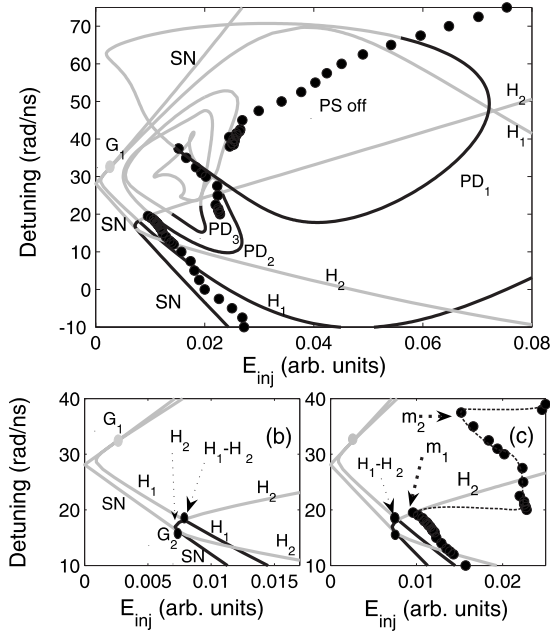 70
60
50
40
30
20
10
0
-10
Detuning (rad/ns)
SN
PS off
H2
H1
G1
PD1
SN
PD3
PD2
H2
SN
H1
0 0.02 0.04 0.06 0.08
Einj (arb. units)
40
30
20
10
Detuning (rad/ns)
G1
H2
(b)
H1-H2
H1
H2
SN
H1
G2
SN
H2
0 0.005 0.01 0.015
Einj (arb. units)
40
30
20
10
m2
(c)
m1
H1-H2
H2
0 0.01 0.02
Einj (arb. units)